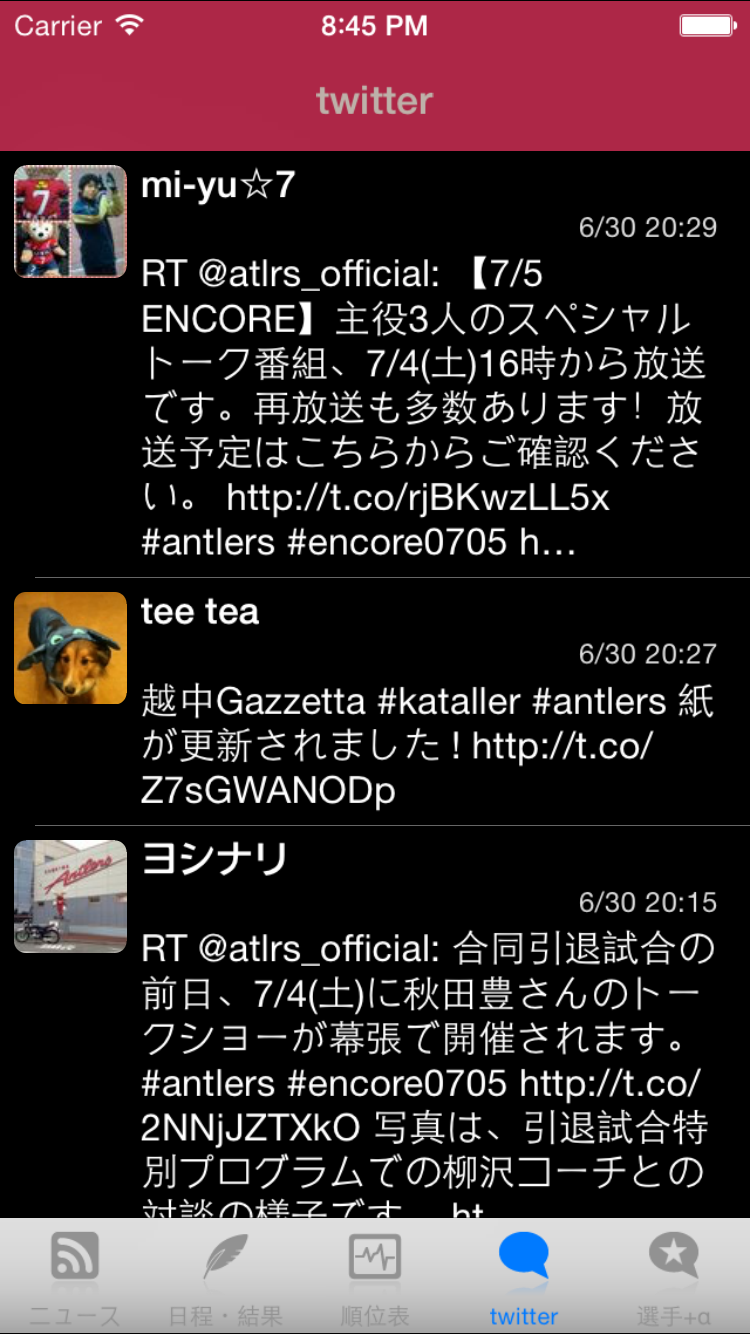 Carrier 8:45 PM
twitter
mi-yu☆7
6/30 20:29
RT @atlrs_official: 【7/5
ENCORE】主役3人のスペシャル
トーク番組、7/4(土)16時から放送
です。再放送も多数あります！放
送予定はこちらからご確認くださ
い。 http://t.co/rjBKwzLL5x
#antlers #encore0705 h…
tee tea
6/30 20:27
越中Gazzetta #kataller #antlers 紙
が更新されました ! http://t.co/
Z7sGWANODp
ヨシナリ
Antlers
6/30 20:15
RT @atlrs_official: 合同引退試合の
前日、7/4(土)に秋田豊さんのトー
クショーが幕張で開催されます。
#antlers #encore0705 http://t.co/
2NNjJZTXkO 写真は、引退試合特
別プログラムでの柳沢コーチとの
対談の様子です。 ht
ニュース 日程・結果 順位表 twitter 選手+α